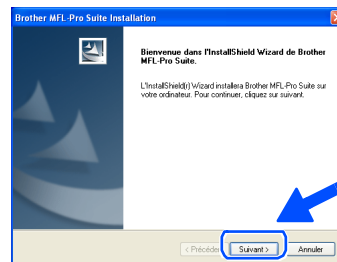 Brother MFL-Pro Suite Installation
Bienvenue dans l'InstallShield Wizard de Brother
MFL-Pro Suite.
L'InstallShield(r) Wizard installera Brother MFL-Pro Suite sur
votre ordinateur. Pour continuer, cliquez sur suivant.
< Précéder Suivant > Annuler